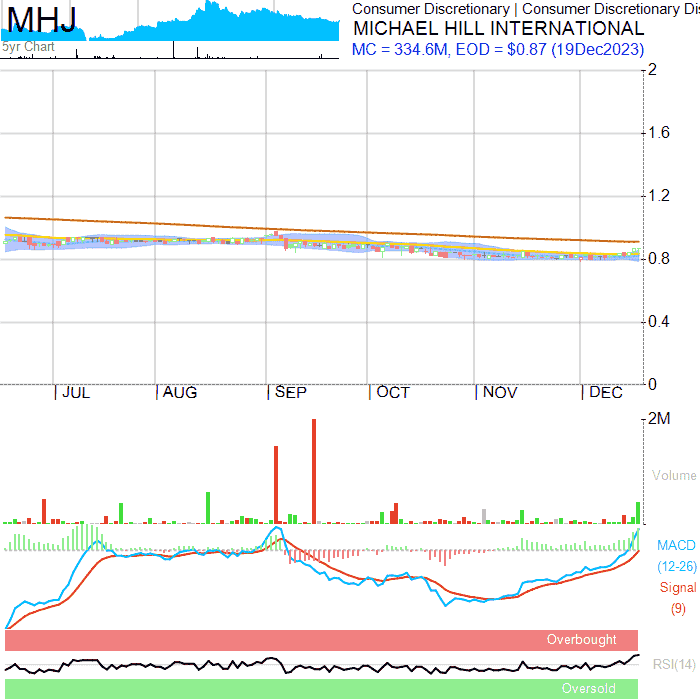 MHJ
5yr Chart
Consumer Discretionary | Consumer Discretionary Dis
MICHAEL HILL INTERNATIONAL
MC = 334.6M, EOD = $0.87 (19Dec2023)
2
1.6
1.2
0.8
0.4
0
| JUL | AUG | SEP | OCT | NOV | DEC
2M
Volume
MACD
(12-26)
Signal
(9)
Overbought
RSI(14)
Oversold